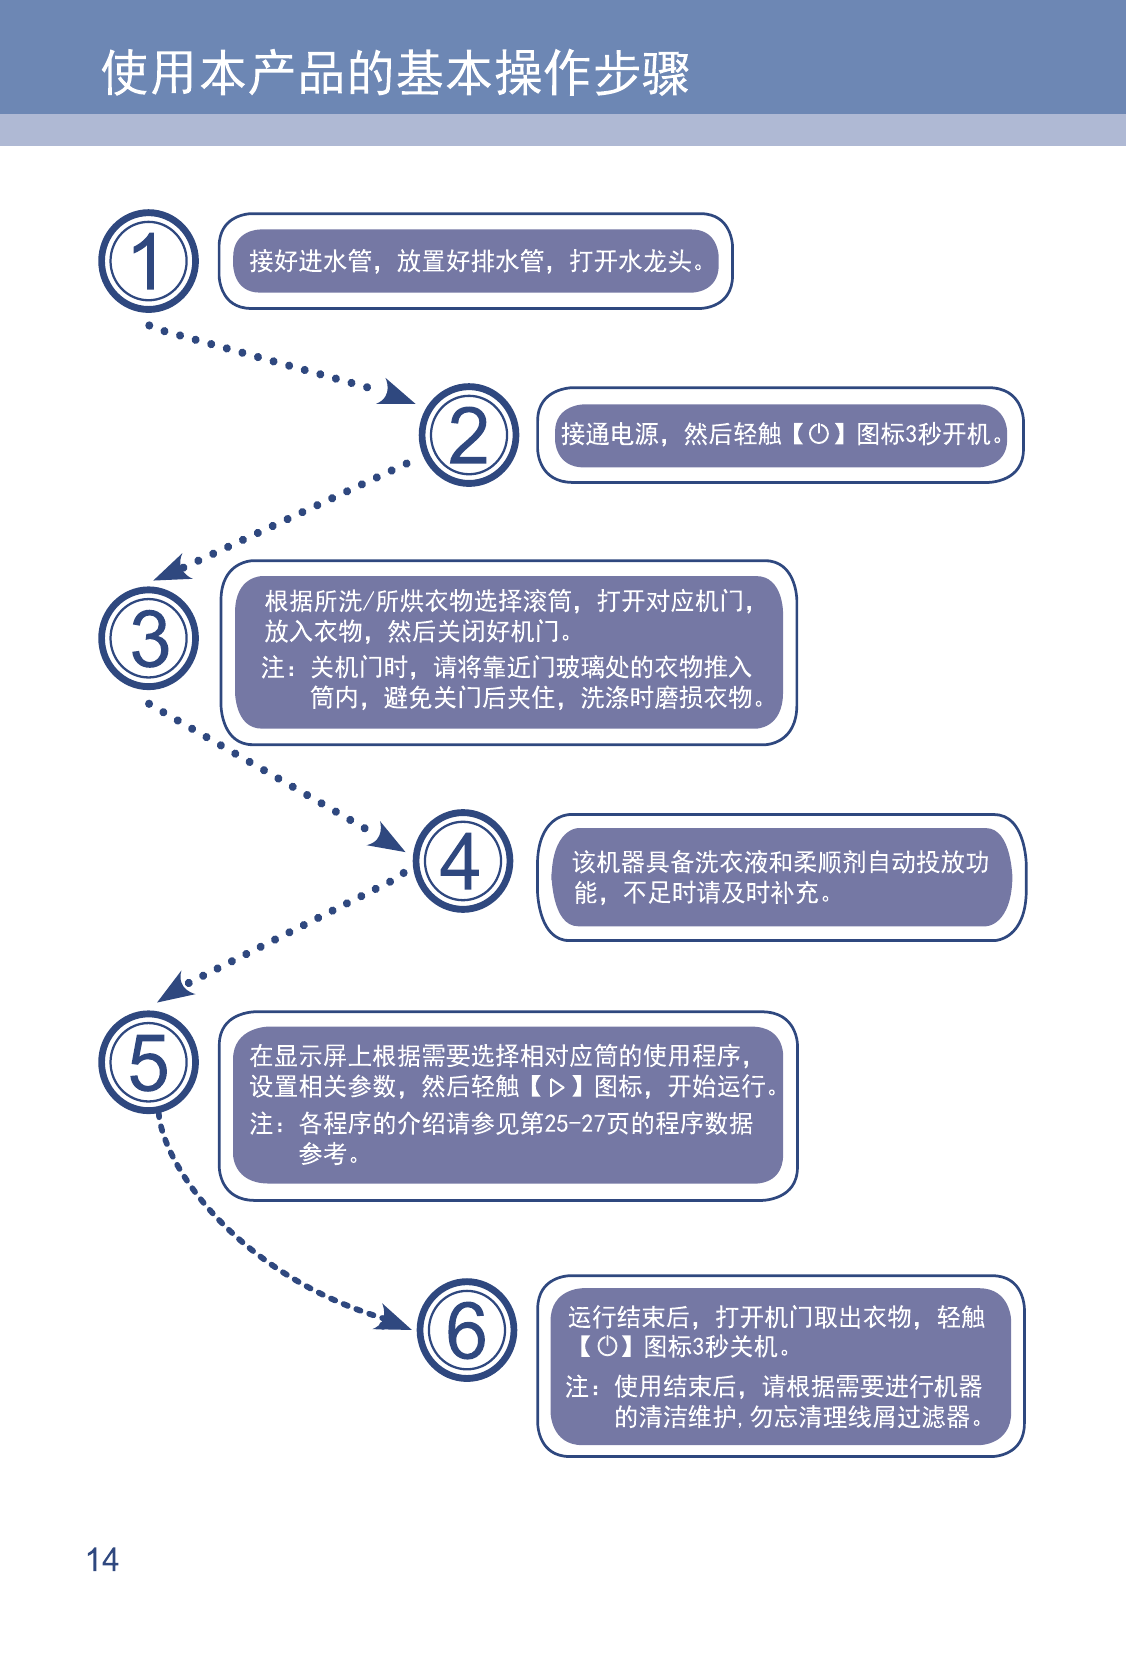 使用本产品的基本操作步骤
1
接好进水管，放置好排水管，打开水龙头。
2
接通电源，然后轻触【⏻】图标3秒开机。
3
根据所洗/所烘衣物选择滚筒，打开对应机门，
放入衣物，然后关闭好机门。
注：关机门时，请将靠近门玻璃处的衣物推入
筒内，避免关门后夹住，洗涤时磨损衣物。
4
该机器具备洗衣液和柔顺剂自动投放功
能，不足时请及时补充。
5
在显示屏上根据需要选择相对应筒的使用程序，
设置相关参数，然后轻触【▷】图标，开始运行。
注：各程序的介绍请参见第25-27页的程序数据
参考。
6
运行结束后，打开机门取出衣物，轻触
【⏻】图标3秒关机。
注：使用结束后，请根据需要进行机器
的清洁维护,勿忘清理线屑过滤器。
14